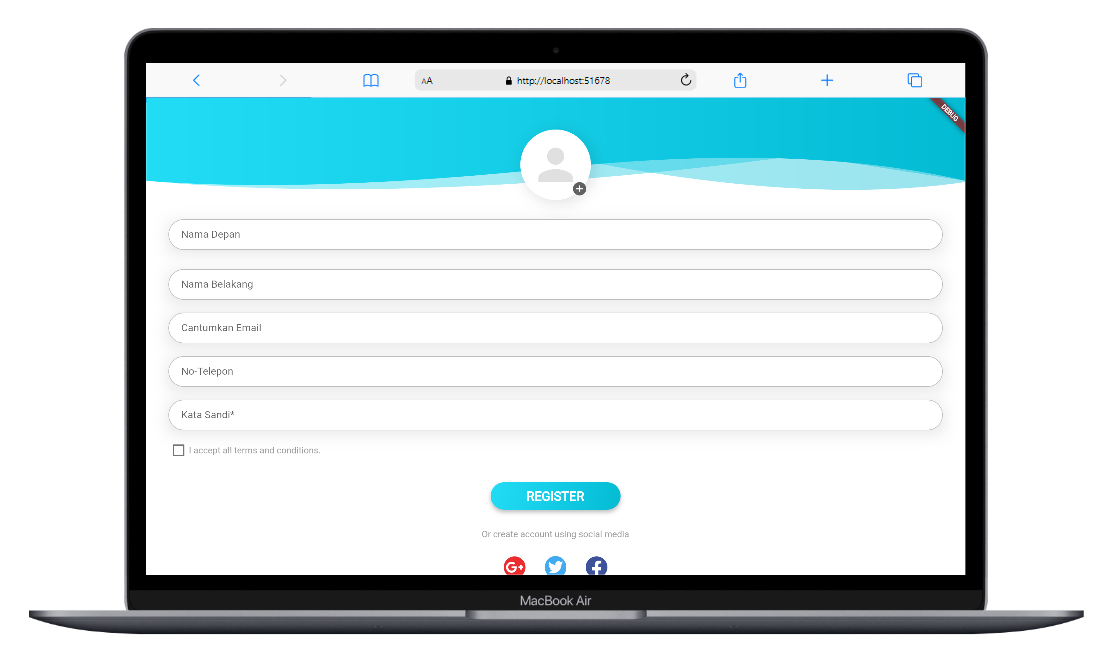 AA
http://localhost:51678
DEBUG
Nama Depan
Nama Belakang
Cantumkan Email
No-Telepon
Kata Sandi*
I accept all terms and conditions.
REGISTER
Or create account using social media
G+
MacBook Air